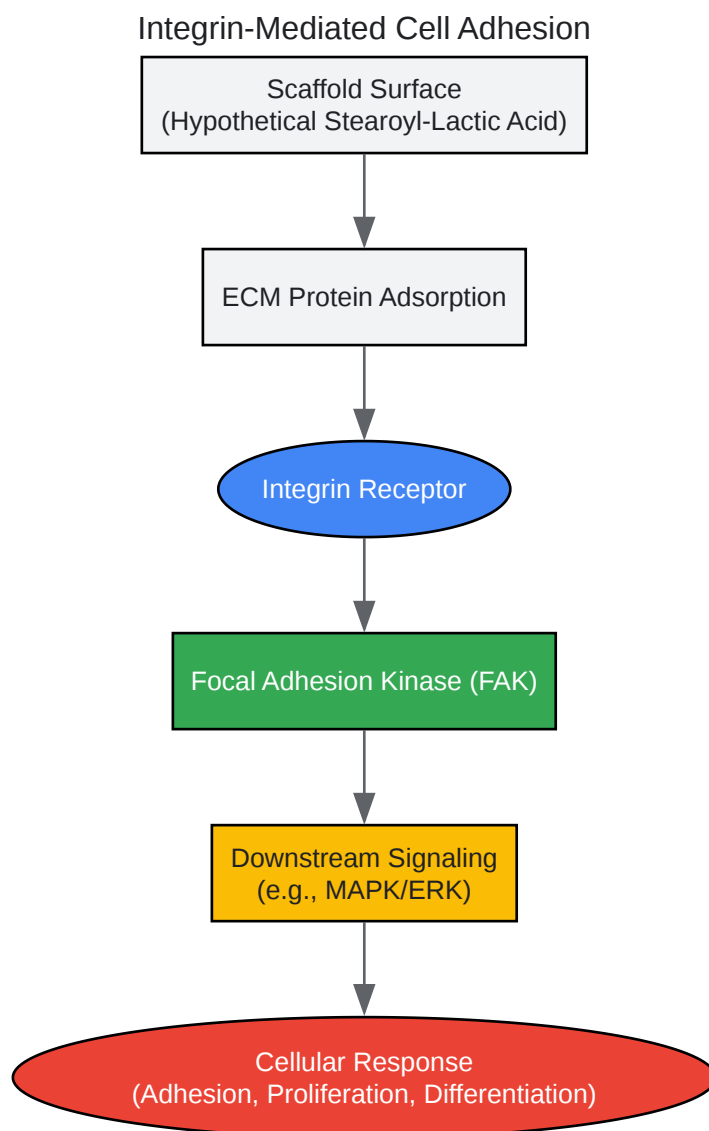 Integrin-Mediated Cell Adhesion
Scaffold Surface
(Hypothetical Stearoyl-Lactic Acid)
ECM Protein Adsorption
Integrin Receptor
Focal Adhesion Kinase (FAK)
Downstream Signaling
(e.g., MAPK/ERK)
Cellular Response
(Adhesion, Proliferation, Differentiation)